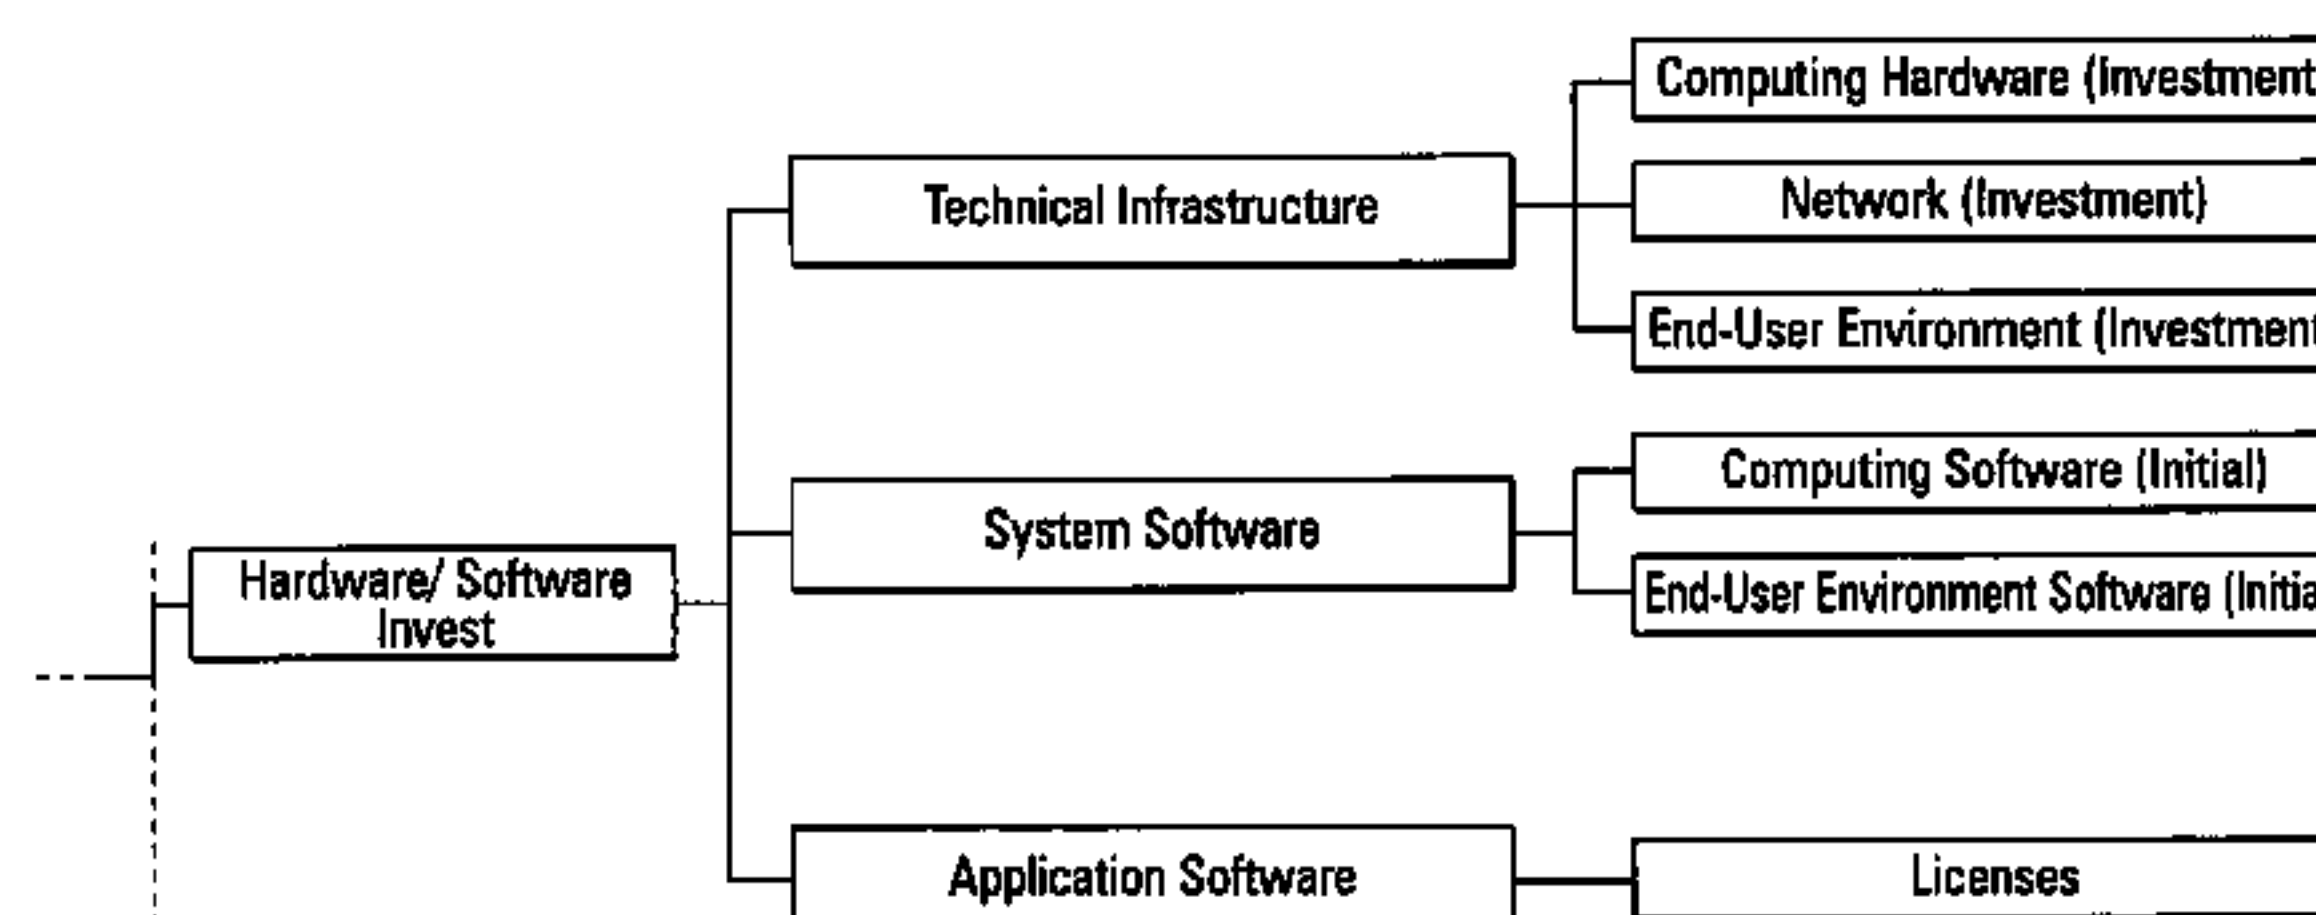 Computing Hardware (Investment
Technical Infrastructure
Network (Investment)
End-User Environment (Investment
System Software
Computing Software (Initial)
Hardware/ Software
Invest
End-User Environment Software (Initia
Application Software
Licenses